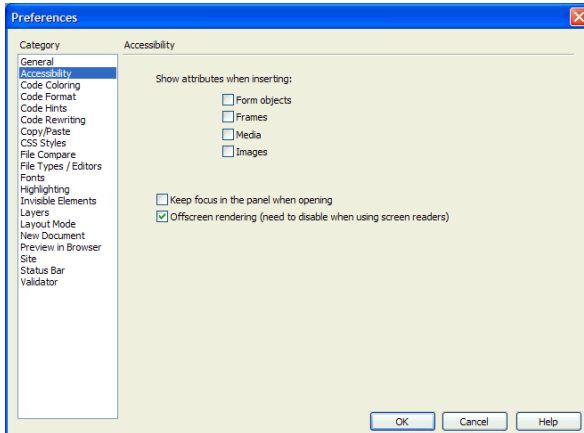 Preferences
Category
Accessibility
General
Accessibility
Code Coloring
Code Format
Code Hints
Code Rewriting
Copy/Paste
CSS Styles
File Compare
File Types / Editors
Fonts
Highlighting
Invisible Elements
Layers
Layout Mode
New Document
Preview in Browser
Site
Status Bar
Validator
Show attributes when inserting:
Form objects
Frames
Media
Images
Keep focus in the panel when opening
Offscreen rendering (need to disable when using screen readers)
OK
Cancel
Help